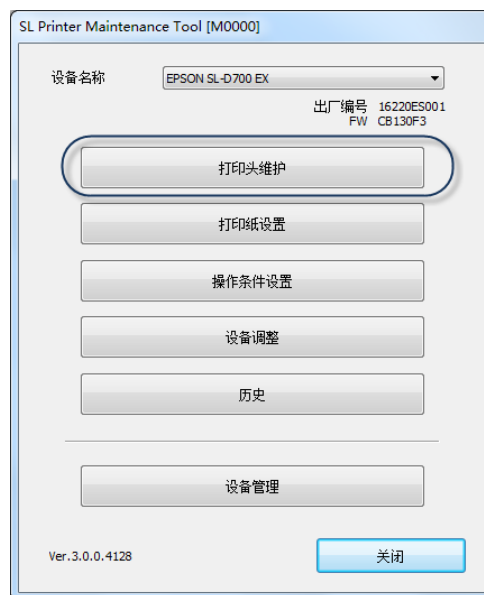 SL Printer Maintenance Tool [M0000]
设备名称 EPSON SL-D700 EX
出厂编号 16220ES001
FW CB130F3
打印头维护
打印纸设置
操作条件设置
设备调整
历史
设备管理
Ver.3.0.0.4128 关闭